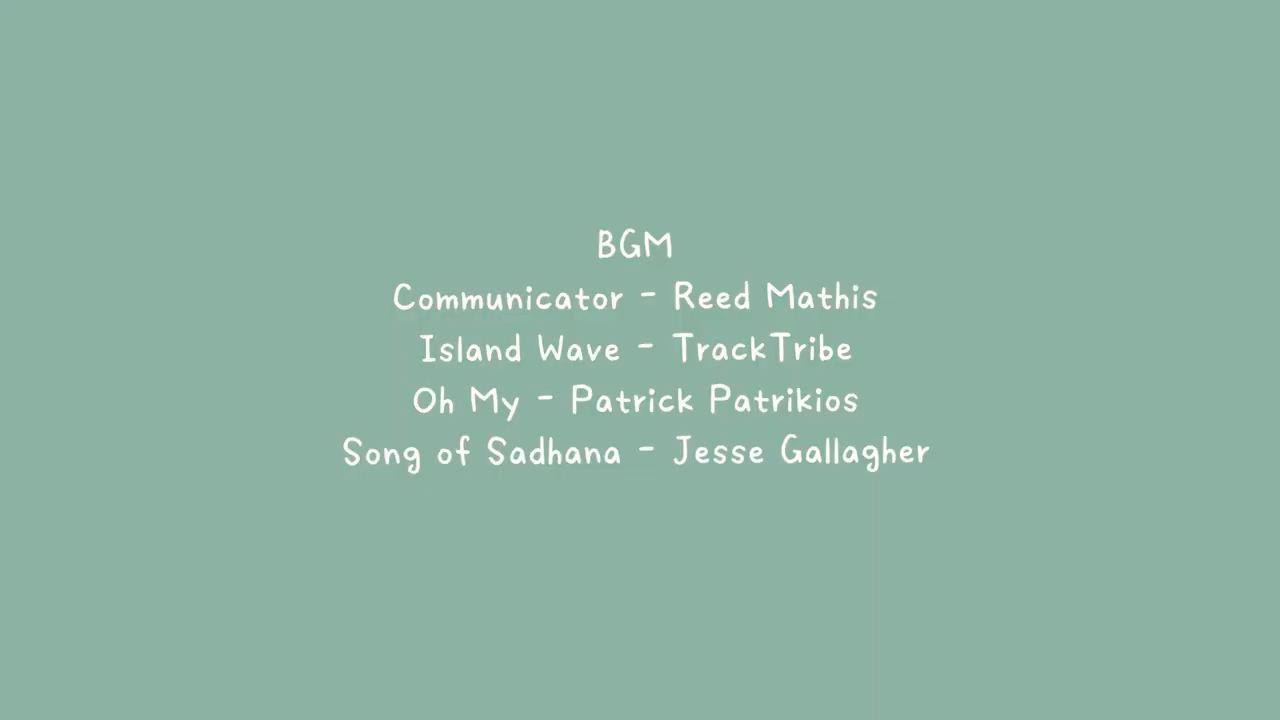 BGM
Communicator - Reed Mathis
Island Wave - TrackTribe
Oh My - Patrick Patrikios
Song of Sadhana - Jesse Gallagher